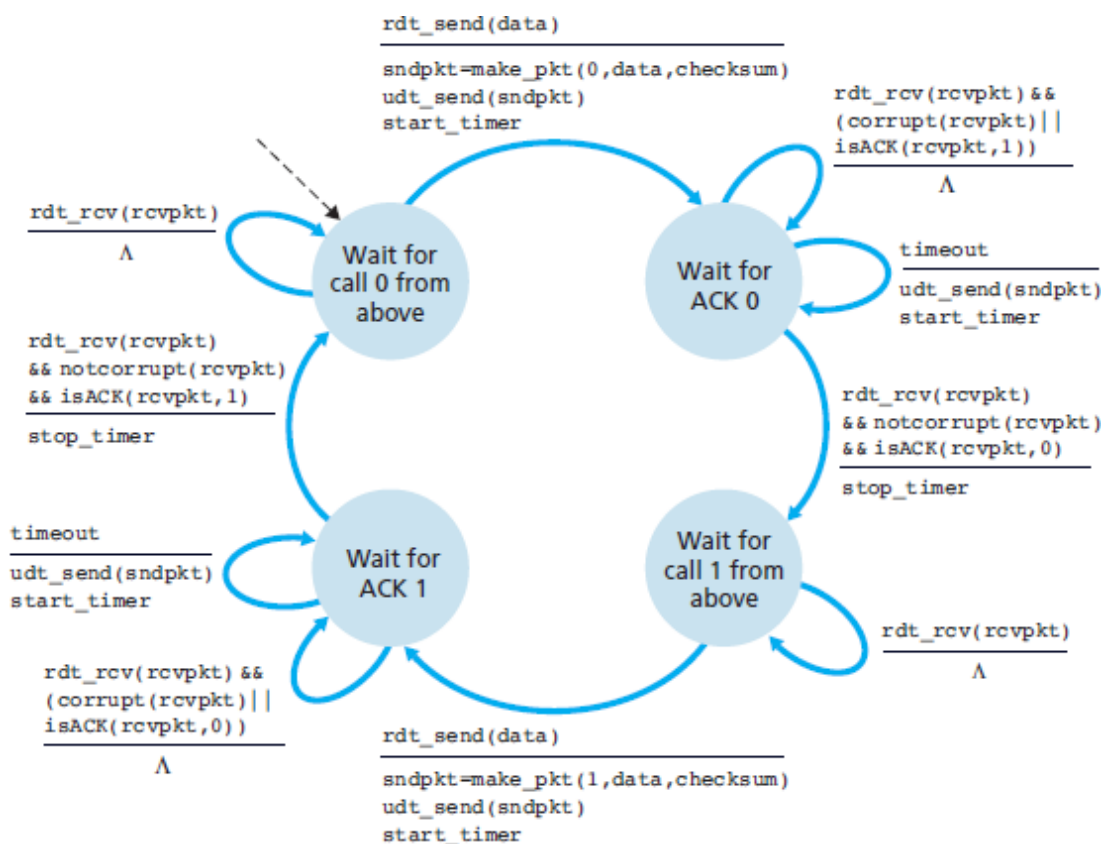 rdt_send(data)
sndpkt=make_pkt(0,data,checksum)
udt_send(sndpkt)
start_timer
rdt_rcv(rcvpkt) &&
(corrupt(rcvpkt)||
isACK(rcvpkt,1))
Λ
rdt_rcv(rcvpkt)
Λ
Wait for
call 0 from
above
Wait for
ACK 0
timeout
udt_send(sndpkt)
start_timer
rdt_rcv(rcvpkt)
&& notcorrupt(rcvpkt)
&& isACK(rcvpkt,1)
stop_timer
rdt_rcv(rcvpkt)
&& notcorrupt(rcvpkt)
&& isACK(rcvpkt,0)
stop_timer
timeout
udt_send(sndpkt)
start_timer
Wait for
ACK 1
Wait for
call 1 from
above
rdt_rcv(rcvpkt)
Λ
rdt_rcv(rcvpkt) &&
(corrupt(rcvpkt)||
isACK(rcvpkt,0))
Λ
rdt_send(data)
sndpkt=make_pkt(1,data,checksum)
udt_send(sndpkt)
start_timer